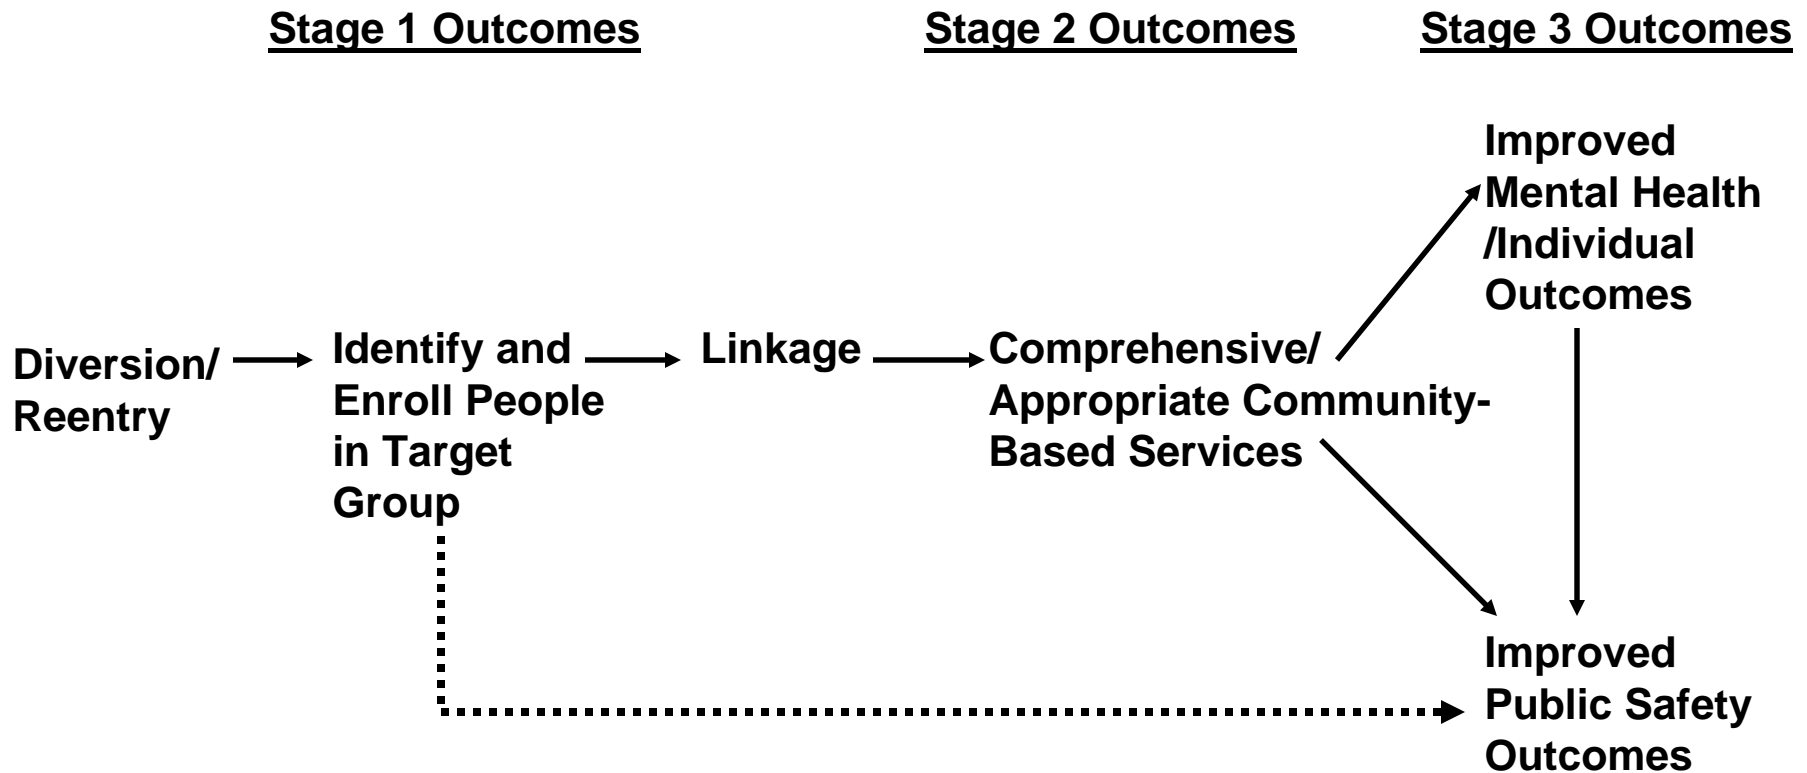 Stage 1 Outcomes
Stage 2 Outcomes
Stage 3 Outcomes
Diversion/
Reentry
Identify and
Enroll People
in Target
Group
Linkage
Comprehensive/
Appropriate Community-
Based Services
Improved
Mental Health
/Individual
Outcomes
Improved
Public Safety
Outcomes